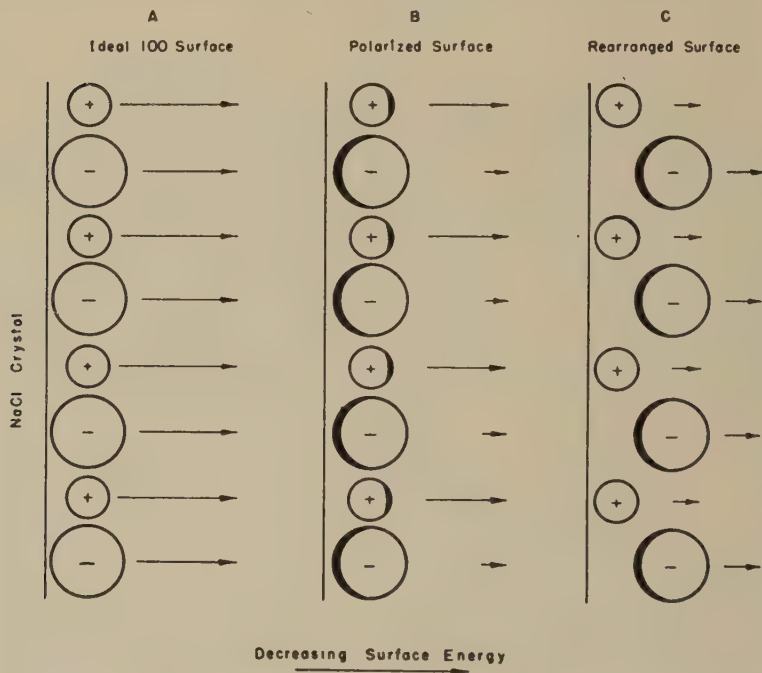 A B C
Ideal 100 Surface Polarized Surface Rearranged Surface
+ + +
- - -
+ + +
- - -
+ + +
- - -
+ + +
- - -
NaCl Crystal
Decreasing Surface Energy